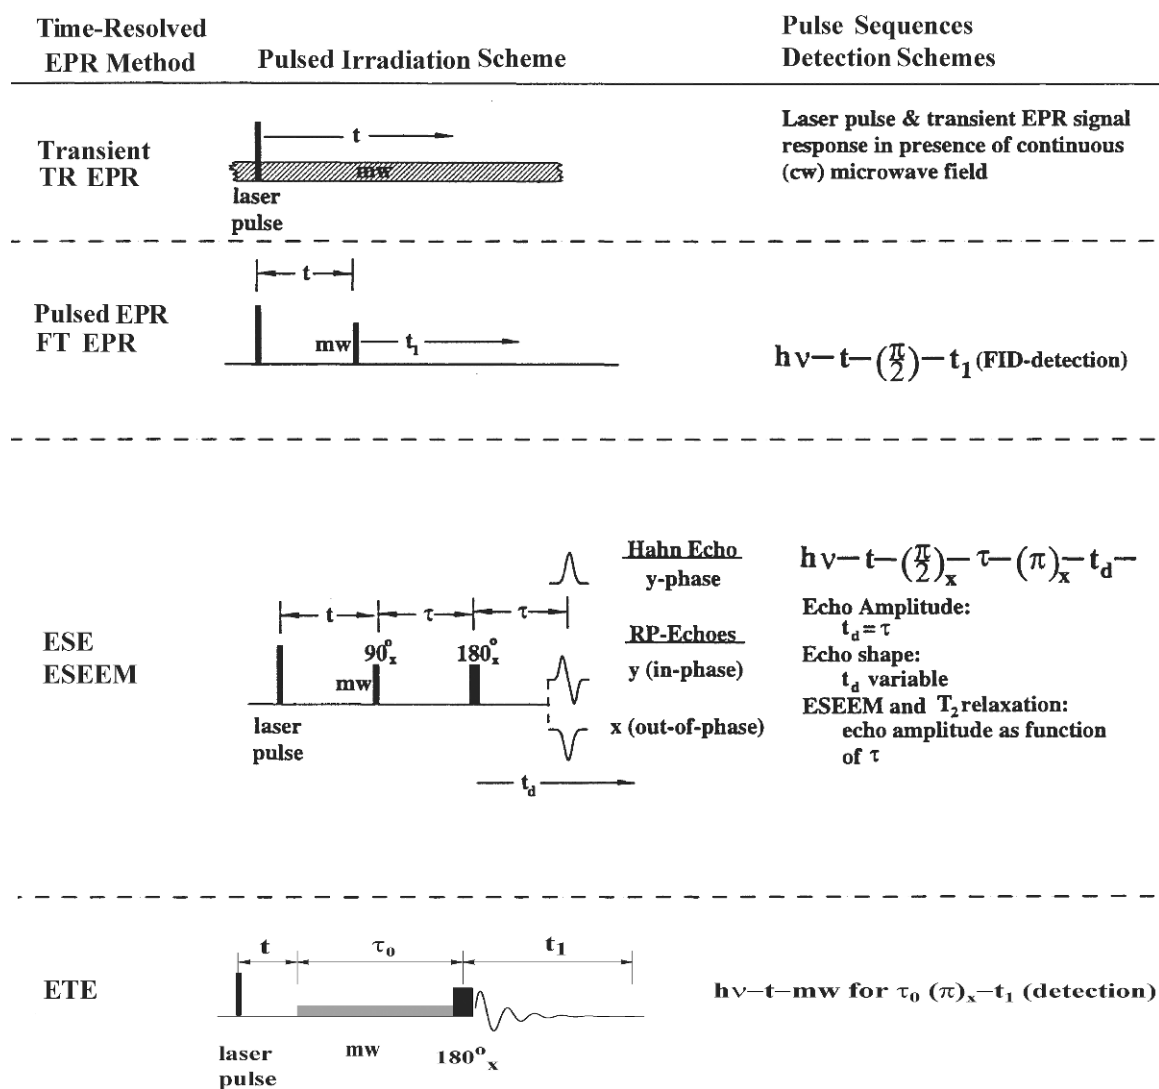 Time-Resolved
EPR Method
Pulsed Irradiation Scheme
Pulse Sequences
Detection Schemes
Transient
TR EPR
t
mw
laser
pulse
Laser pulse & transient EPR signal
response in presence of continuous
(cw) microwave field
Pulsed EPR
FT EPR
t
mw
t₁
hν–t–(π/2)–t₁ (FID-detection)
ESE
ESEEM
t
τ
τ
90°ₓ
180°ₓ
mw
laser
pulse
t_d
Hahn Echo
y-phase
RP-Echoes
y (in-phase)
x (out-of-phase)
hν–t–(π/2)ₓ–τ–(π)ₓ–t_d–
Echo Amplitude:
t_d = τ
Echo shape:
t_d variable
ESEEM and T₂ relaxation:
echo amplitude as function
of τ
ETE
t
τ₀
t₁
laser
pulse
mw
180°ₓ
hν–t–mw for τ₀ (π)ₓ–t₁ (detection)